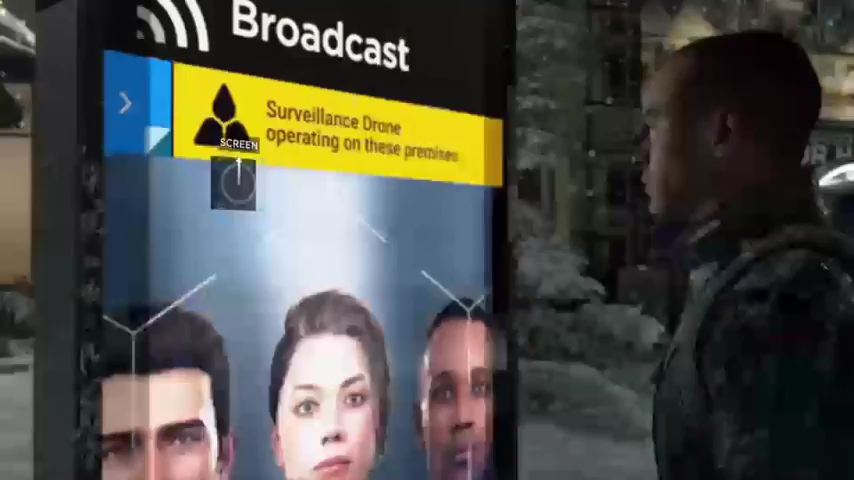 Broadcast
Surveillance Drone
operating on these premises
SCREEN